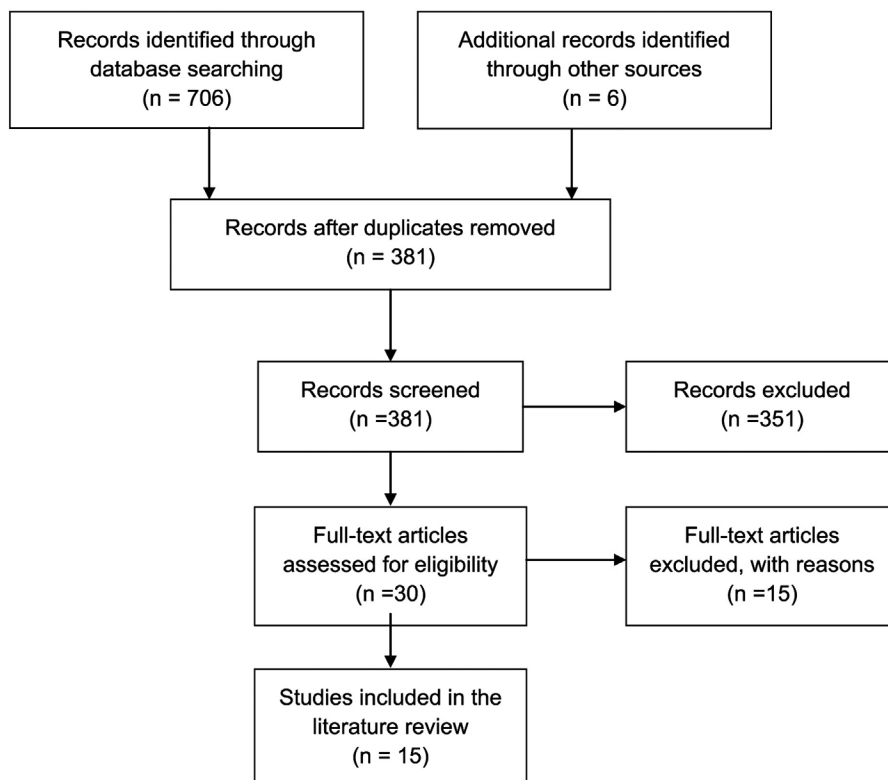 Records identified through
database searching
(n = 706)
Additional records identified
through other sources
(n = 6)
Records after duplicates removed
(n = 381)
Records screened
(n =381)
Records excluded
(n =351)
Full-text articles
assessed for eligibility
(n =30)
Full-text articles
excluded, with reasons
(n =15)
Studies included in the
literature review
(n = 15)